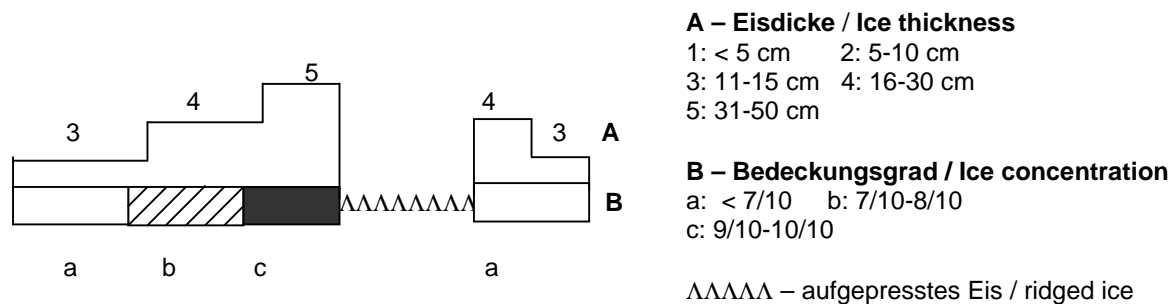 5
4
3
4
3
A
ΛΛΛΛΛΛΛΛ
B
a
b
c
a
A – Eisdicke / Ice thickness
1: < 5 cm 2: 5-10 cm
3: 11-15 cm 4: 16-30 cm
5: 31-50 cm
B – Bedeckungsgrad / Ice concentration
a: < 7/10 b: 7/10-8/10
c: 9/10-10/10
ΛΛΛΛΛ – aufgepresstes Eis / ridged ice